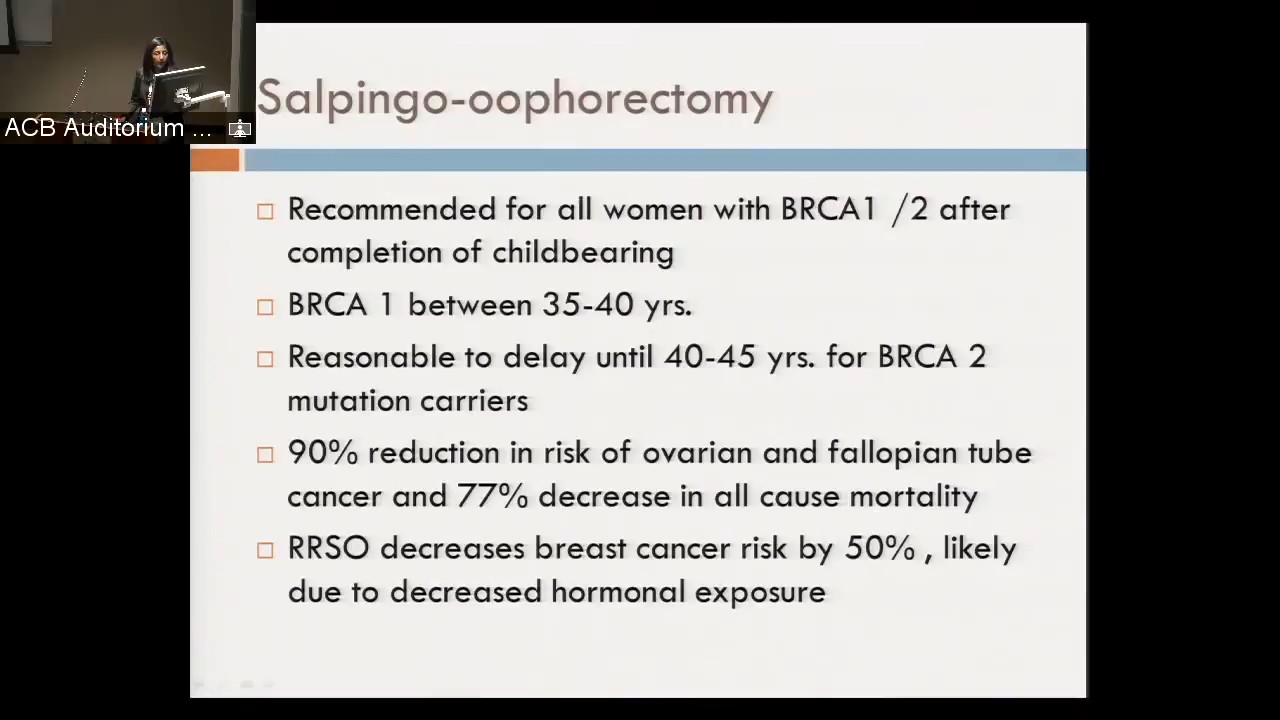 Salpingo-oophorectomy
ACB Auditorium ...
Recommended for all women with BRCA1 /2 after
completion of childbearing
BRCA 1 between 35-40 yrs.
Reasonable to delay until 40-45 yrs. for BRCA 2
mutation carriers
90% reduction in risk of ovarian and fallopian tube
cancer and 77% decrease in all cause mortality
RRSO decreases breast cancer risk by 50% , likely
due to decreased hormonal exposure